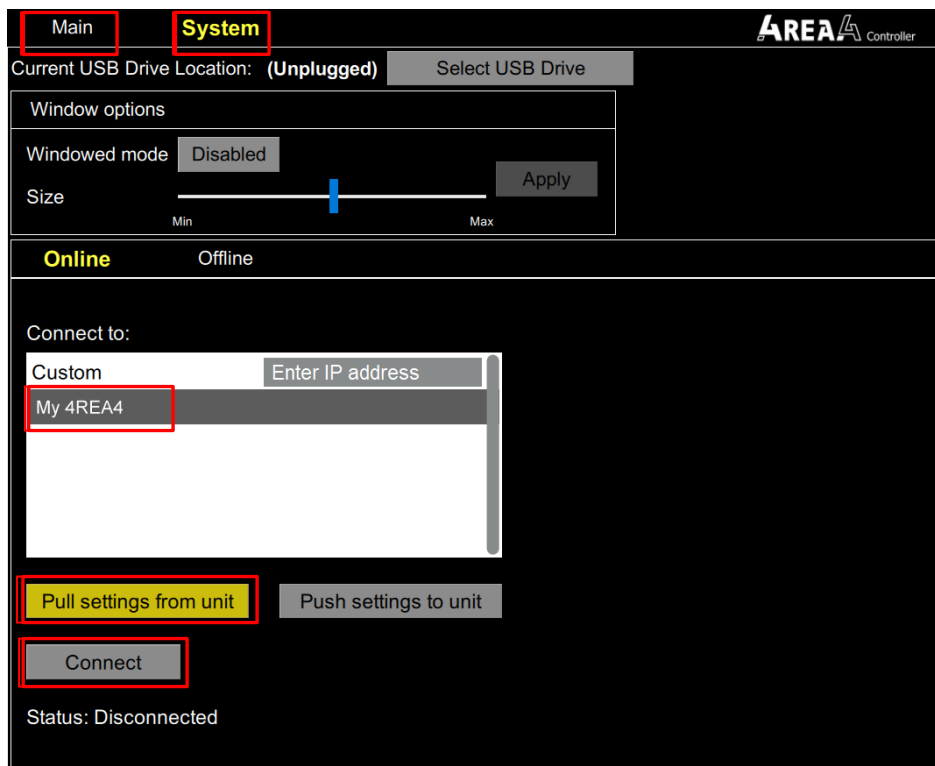 Main System 4REA4 Controller
Current USB Drive Location: (Unplugged) Select USB Drive
Window options
Windowed mode Disabled
Apply
Size
Min Max
Online Offline
Connect to:
Custom Enter IP address
My 4REA4
Pull settings from unit Push settings to unit
Connect
Status: Disconnected